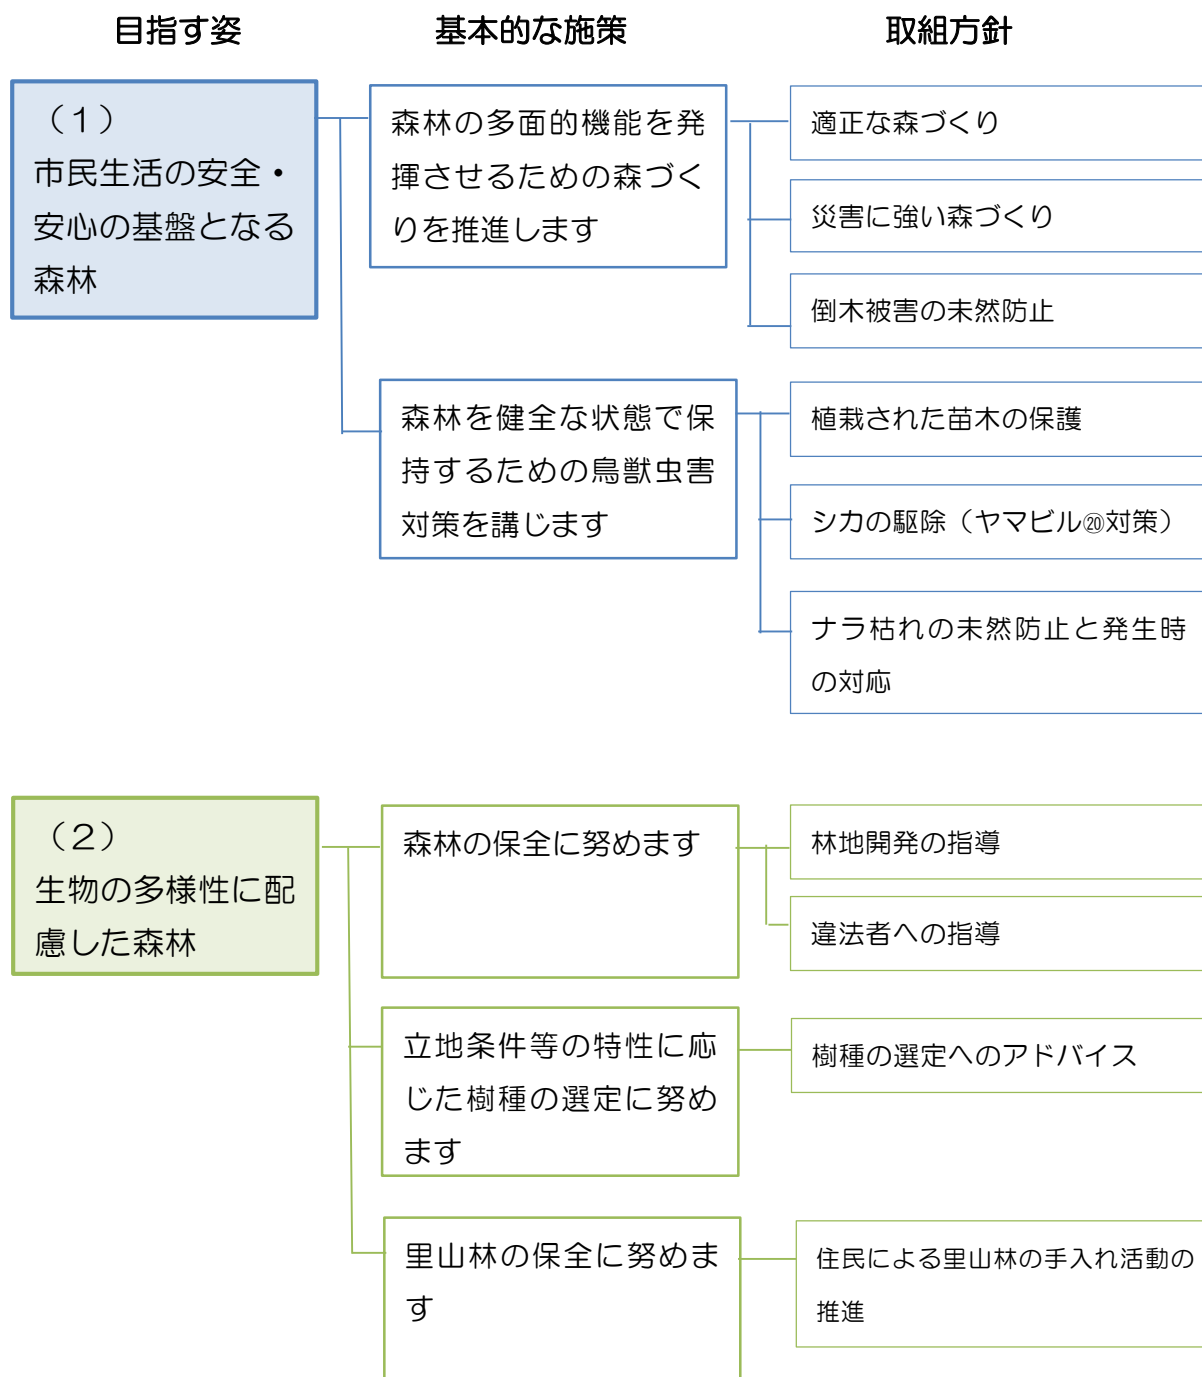 目指す姿 基本的な施策 取組方針
（１）
市民生活の安全・
安心の基盤となる
森林
森林の多面的機能を発
揮させるための森づく
りを推進します
適正な森づくり
災害に強い森づくり
倒木被害の未然防止
森林を健全な状態で保
持するための鳥獣虫害
対策を講じます
植栽された苗木の保護
シカの駆除（ヤマビル⑳対策）
ナラ枯れの未然防止と発生時
の対応
（２）
生物の多様性に配
慮した森林
森林の保全に努めます
林地開発の指導
違法者への指導
立地条件等の特性に応
じた樹種の選定に努め
ます
樹種の選定へのアドバイス
里山林の保全に努めま
す
住民による里山林の手入れ活動の
推進